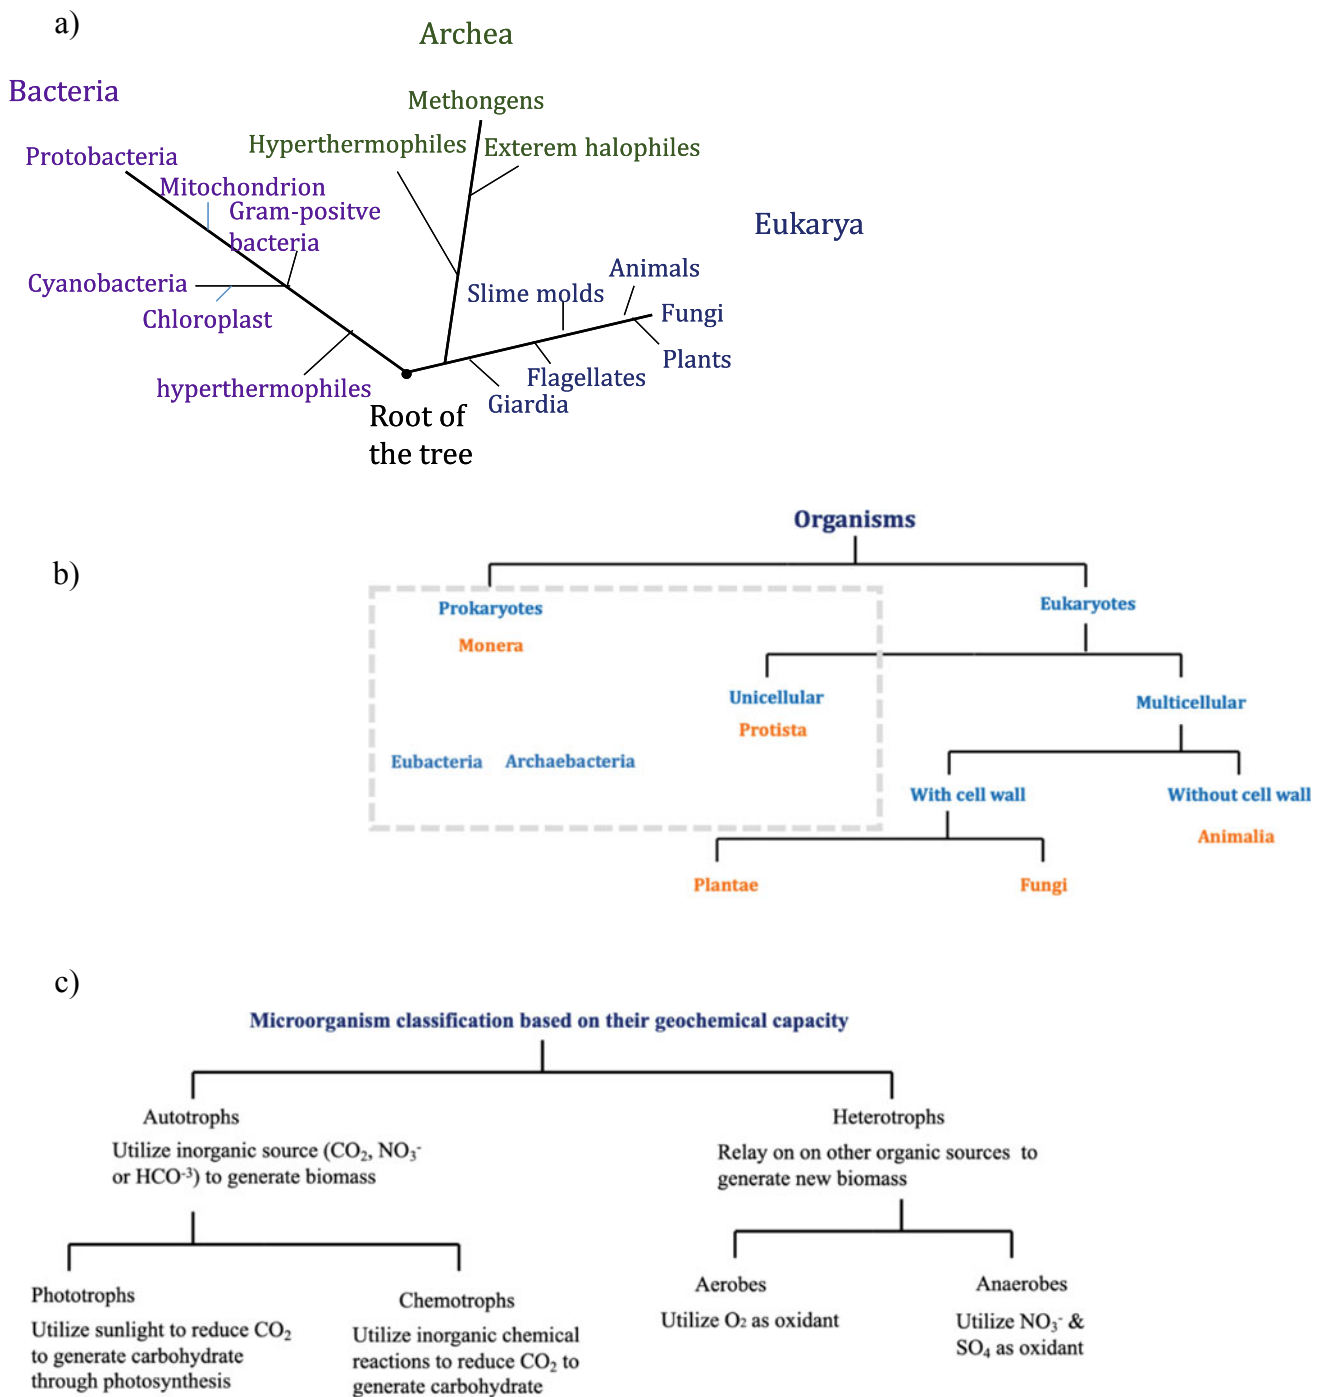 a)
Archea
Bacteria
Methongens
Hyperthermophiles
Exterem halophiles
Protobacteria
Mitochondrion
Gram-positve
bacteria
Eukarya
Cyanobacteria
Chloroplast
Animals
Slime molds
Fungi
Plants
hyperthermophiles
Flagellates
Giardia
Root of
the tree
b)
Organisms
Prokaryotes
Eukaryotes
Monera
Unicellular
Multicellular
Protista
Eubacteria
Archaebacteria
With cell wall
Without cell wall
Animalia
Plantae
Fungi
c)
Microorganism classification based on their geochemical capacity
Autotrophs
Utilize inorganic source (CO₂, NO₃⁻
or HCO⁻³) to generate biomass
Heterotrophs
Relay on on other organic sources to
generate new biomass
Phototrophs
Utilize sunlight to reduce CO₂
to generate carbohydrate
through photosynthesis
Chemotrophs
Utilize inorganic chemical
reactions to reduce CO₂ to
generate carbohydrate
Aerobes
Utilize O₂ as oxidant
Anaerobes
Utilize NO₃⁻ &
SO₄ as oxidant